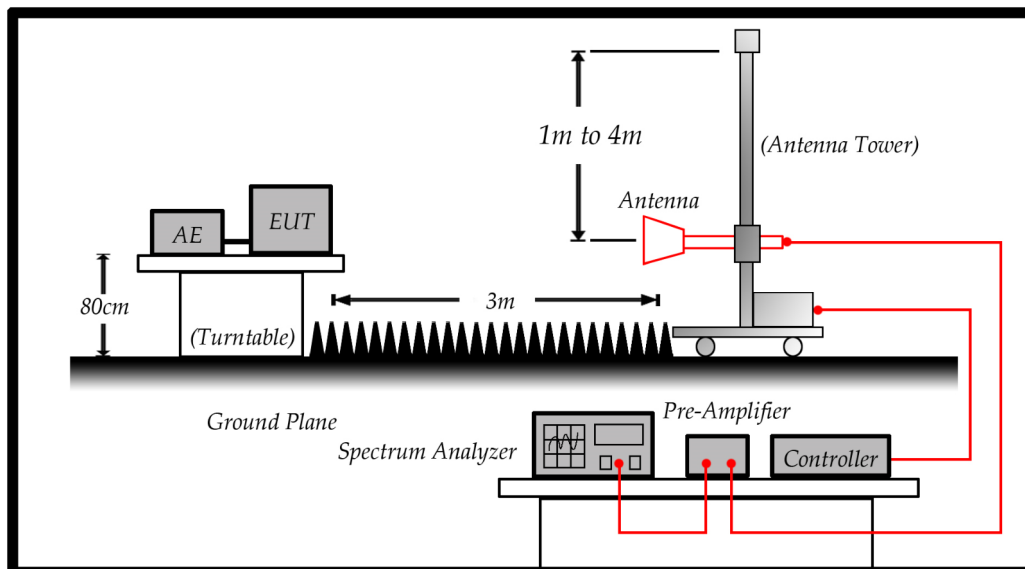 1m to 4m
(Antenna Tower)
Antenna
AE
EUT
80cm
3m
(Turntable)
Ground Plane
Pre-Amplifier
Spectrum Analyzer
Controller